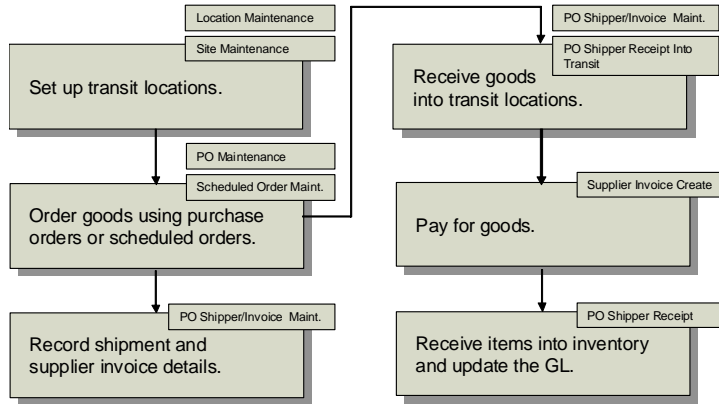 Location Maintenance
Site Maintenance
Set up transit locations.
PO Maintenance
Scheduled Order Maint.
Order goods using purchase
orders or scheduled orders.
PO Shipper/Invoice Maint.
Record shipment and
supplier invoice details.
PO Shipper/Invoice Maint.
PO Shipper Receipt Into
Transit
Receive goods
into transit locations.
Supplier Invoice Create
Pay for goods.
PO Shipper Receipt
Receive items into inventory
and update the GL.